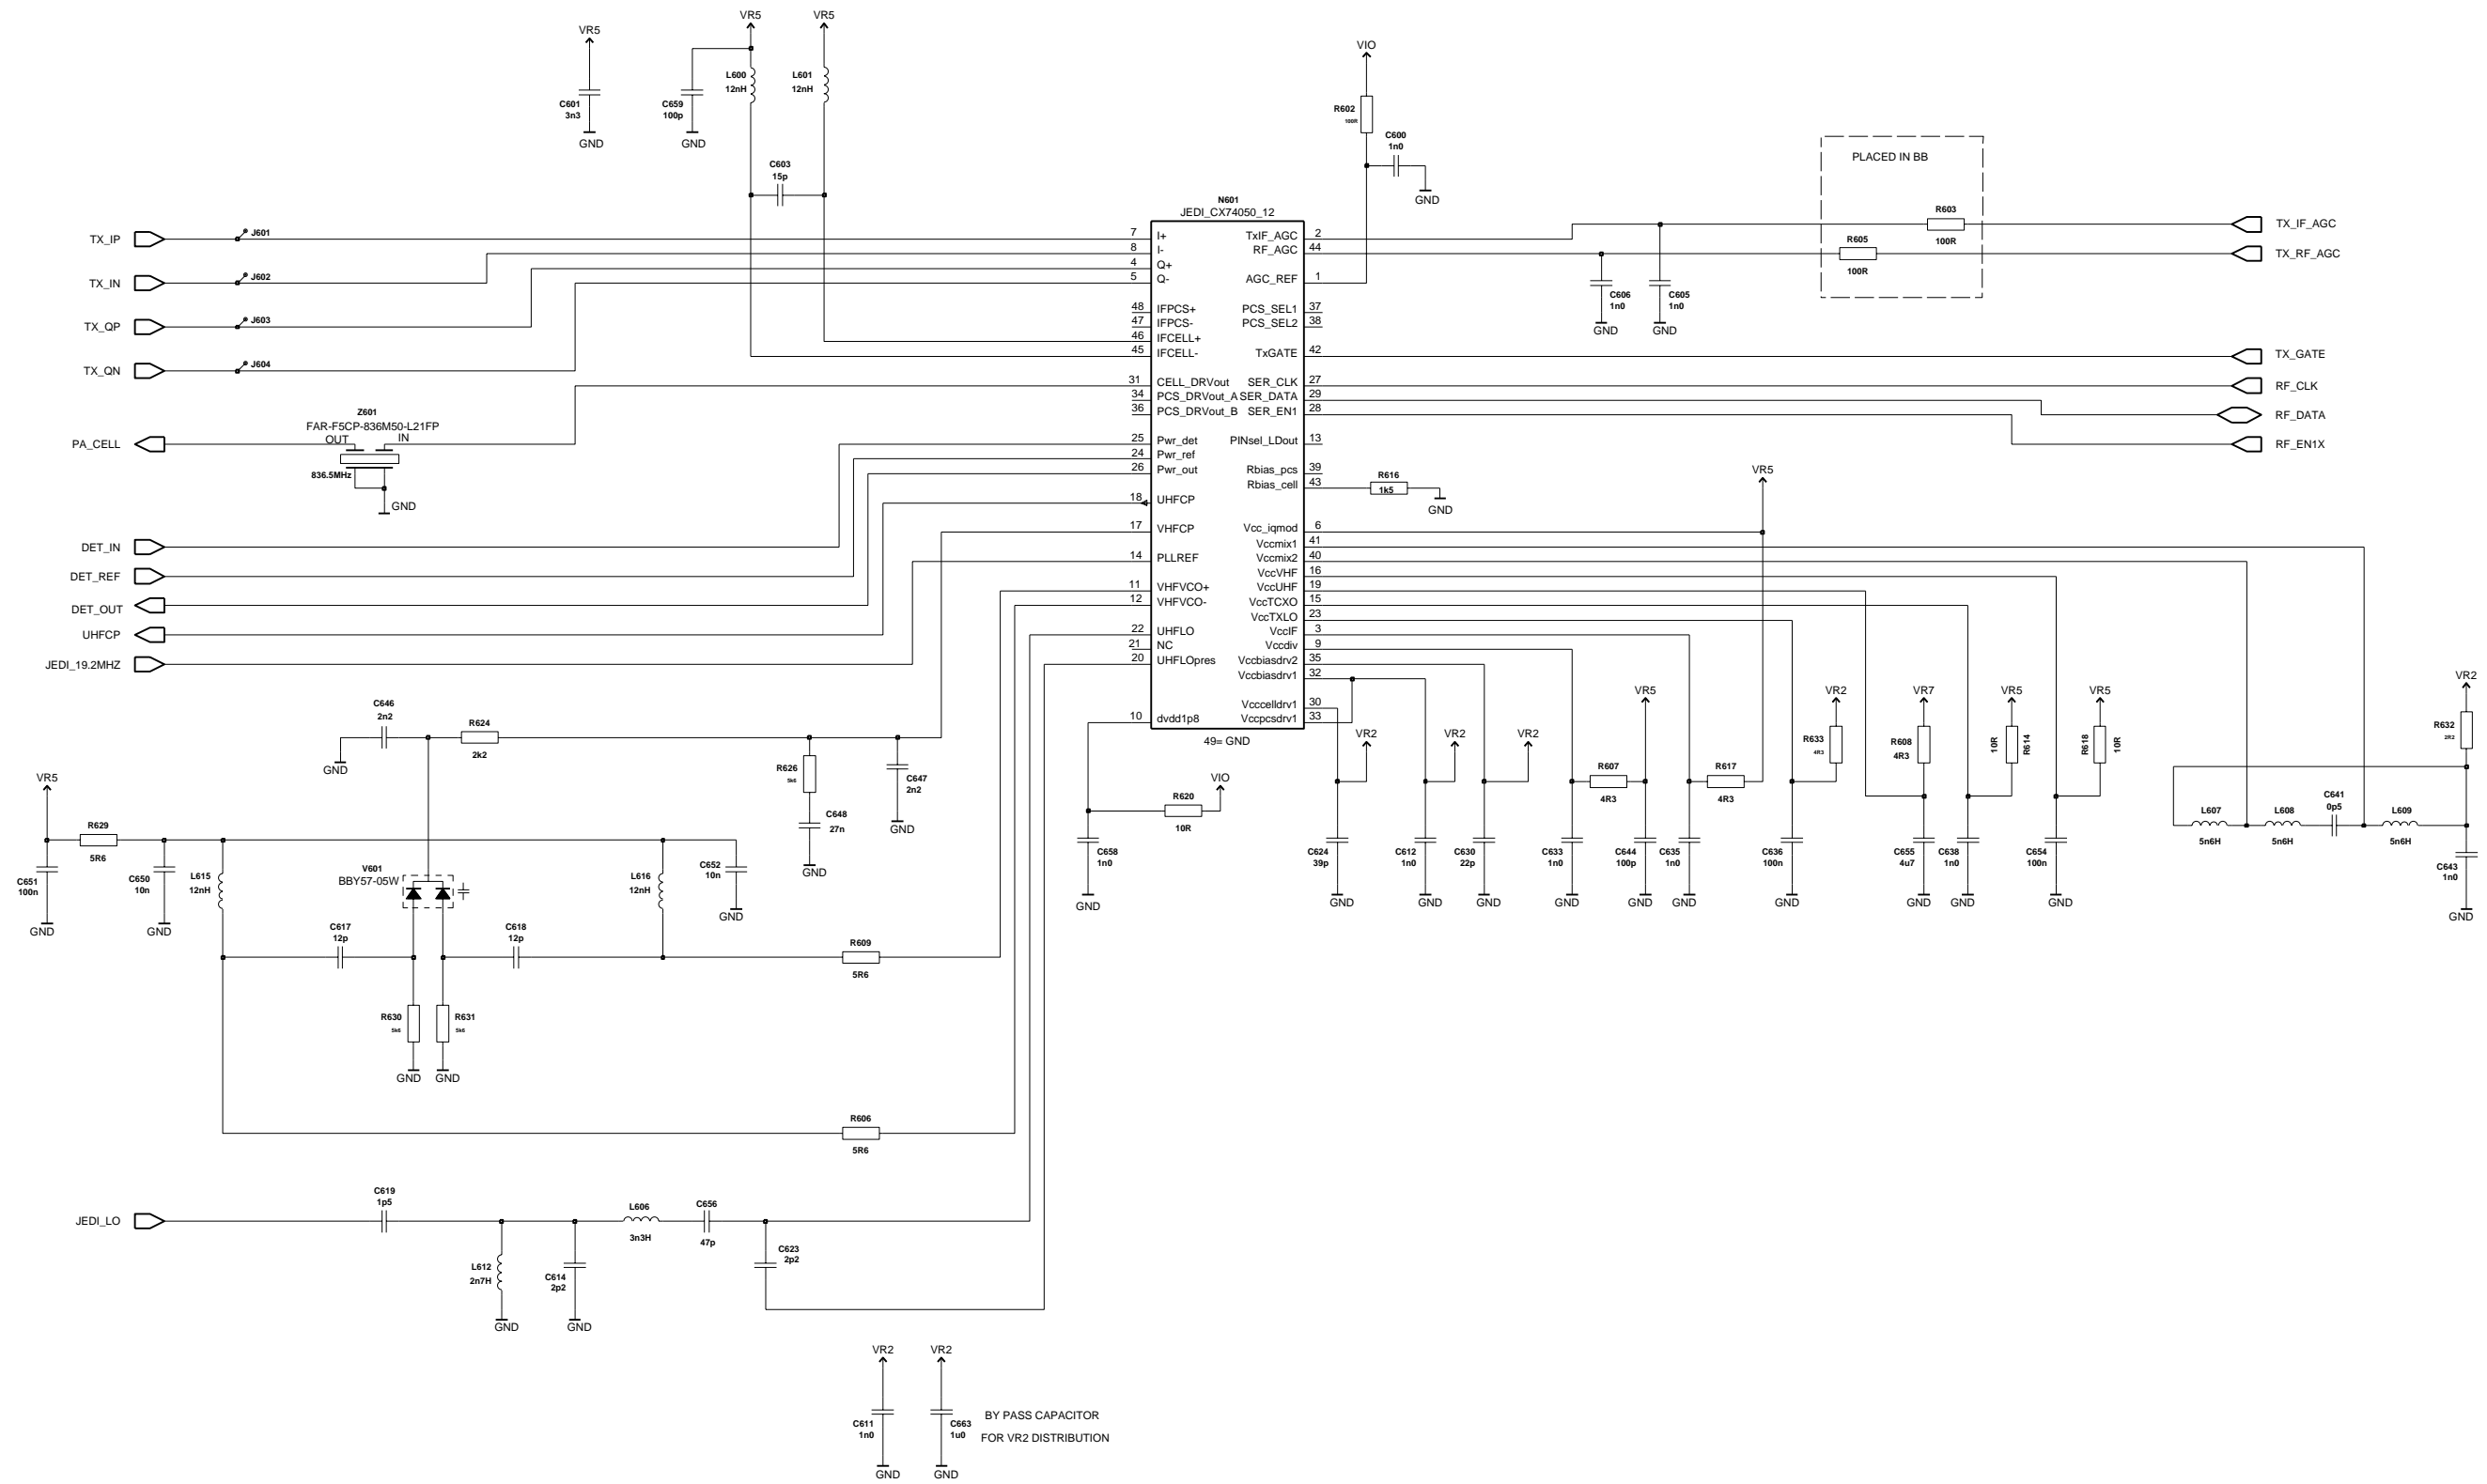 VR5
VR5
VR5
VIO
L600
12nH
L601
12nH
C601
3n3
GND
C659
100p
GND
R602
100R
C600
1n0
GND
C603
15p
PLACED IN BB
N601
JEDI_CX74050_12
R603
100R
R605
100R
TX_IF_AGC
TX_RF_AGC
C606
1n0
GND
C605
1n0
GND
TX_IP
J601
TX_IN
J602
TX_QP
J603
TX_QN
J604
7 I+ TxIF_AGC 2
8 I- RF_AGC 44
4 Q+
5 Q- AGC_REF 1
48 IFPCS+ PCS_SEL1 37
47 IFPCS- PCS_SEL2 38
46 IFCELL+
45 IFCELL- TxGATE 42
31 CELL_DRVout SER_CLK 27
34 PCS_DRVout_A SER_DATA 29
36 PCS_DRVout_B SER_EN1 28
25 Pwr_det PINsel_LDout 13
24 Pwr_ref
26 Pwr_out Rbias_pcs 39
Rbias_cell 43
18 UHFCP
17 VHFCP Vcc_iqmod 6
Vccmix1 41
14 PLLREF Vccmix2 40
VccVHF 16
11 VHFVCO+ VccUHF 19
12 VHFVCO- VccTCXO 15
VccTXLO 23
22 UHFLO VccIF 3
21 NC Vccdiv 9
20 UHFLOpres Vccbiasdrv2 35
Vccbiasdrv1 32
Vcccelldrv1 30
10 dvdd1p8 Vccpcsdrv1 33
49= GND
TX_GATE
RF_CLK
RF_DATA
RF_EN1X
Z601
FAR-F5CP-836M50-L21FP
OUT IN
PA_CELL
836.5MHz
GND
R616
1k5
GND
VR5
DET_IN
DET_REF
DET_OUT
UHFCP
JEDI_19.2MHZ
C646
2n2
GND
R624
2k2
R626
5k6
C648
27n
GND
C647
2n2
GND
VR5
R629
5R6
C651
100n
GND
C650
10n
GND
L615
12nH
V601
BBY57-05W
L616
12nH
C652
10n
GND
C617
12p
C618
12p
R609
5R6
R630
5k6
GND
R631
5k6
GND
R606
5R6
VIO
R620
10R
C658
1n0
GND
VR2
C624
39p
GND
VR2
C612
1n0
GND
VR2
C630
22p
GND
R607
4R3
C633
1n0
GND
VR5
C644
100p
GND
R617
4R3
C635
1n0
GND
VR2
R633
4R3
C636
100n
GND
VR7
R608
4R3
C655
4u7
GND
VR5
10R
R614
C638
1n0
GND
VR5
R618
10R
C654
100n
GND
VR2
R632
2R2
L607
5n6H
L608
5n6H
C641
0p5
L609
5n6H
C643
1n0
GND
JEDI_LO
C619
1p5
L612
2n7H
GND
C614
2p2
GND
L606
3n3H
C656
47p
C623
2p2
VR2
C611
1n0
GND
VR2
C663
1u0
GND
BY PASS CAPACITOR
FOR VR2 DISTRIBUTION